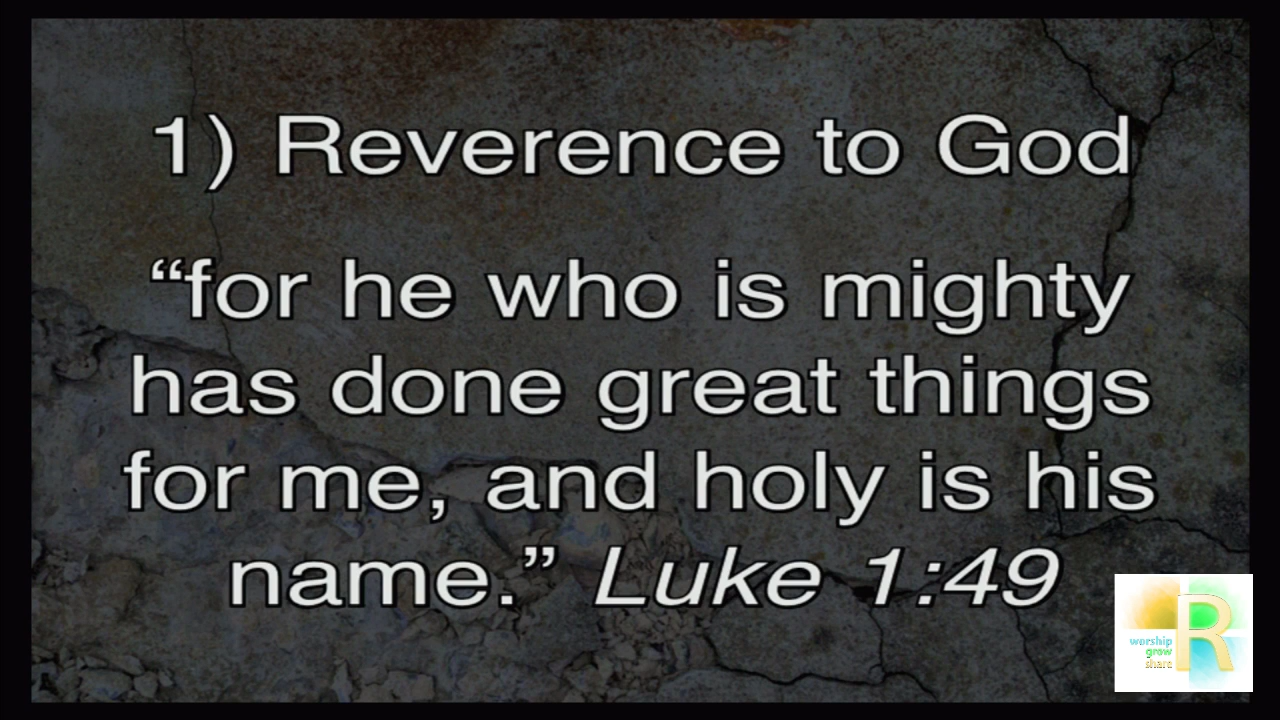 1) Reverence to God
“for he who is mighty
has done great things
for me, and holy is his
name.” Luke 1:49
R
worship
grow
share